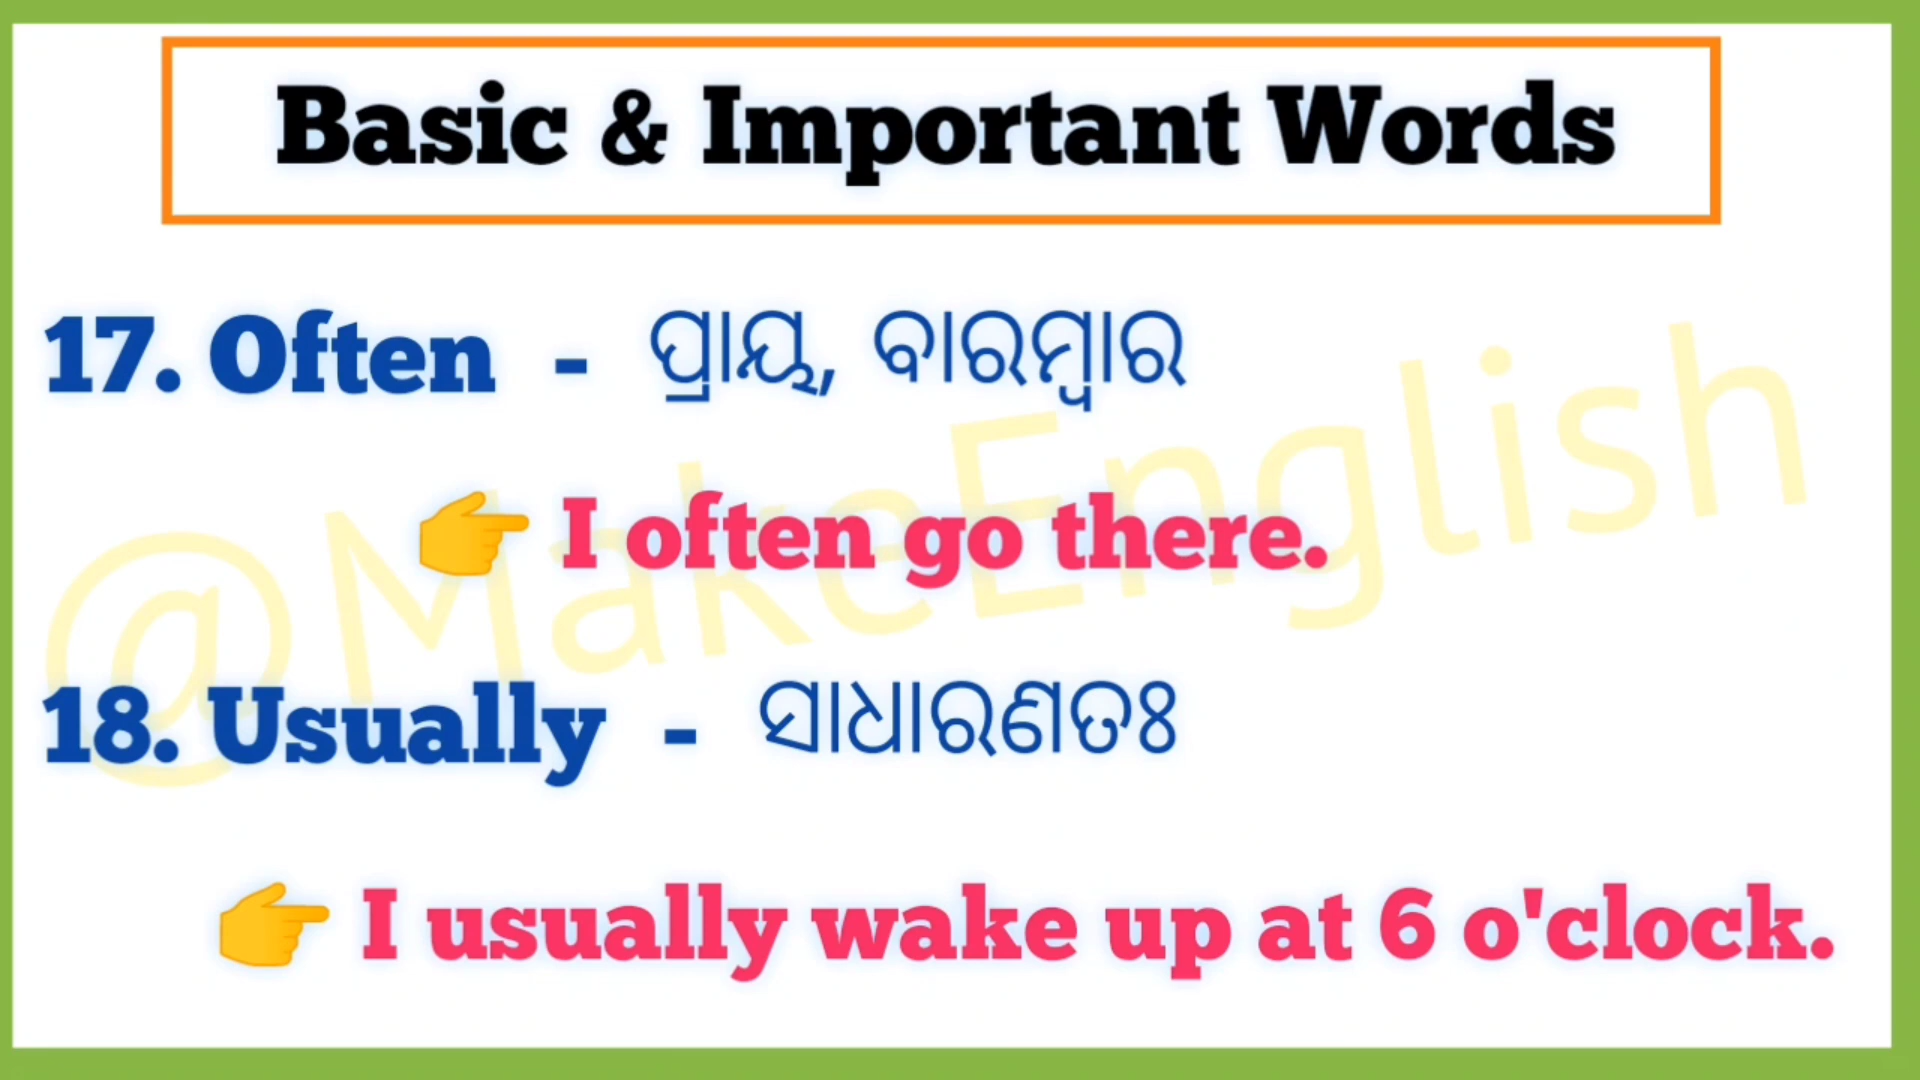 Basic & Important Words
17. Often - ପ୍ରାୟ, ବାରମ୍ବାର
👉 I often go there.
@MakeEnglish
18. Usually - ସାଧାରଣତଃ
👉 I usually wake up at 6 o'clock.